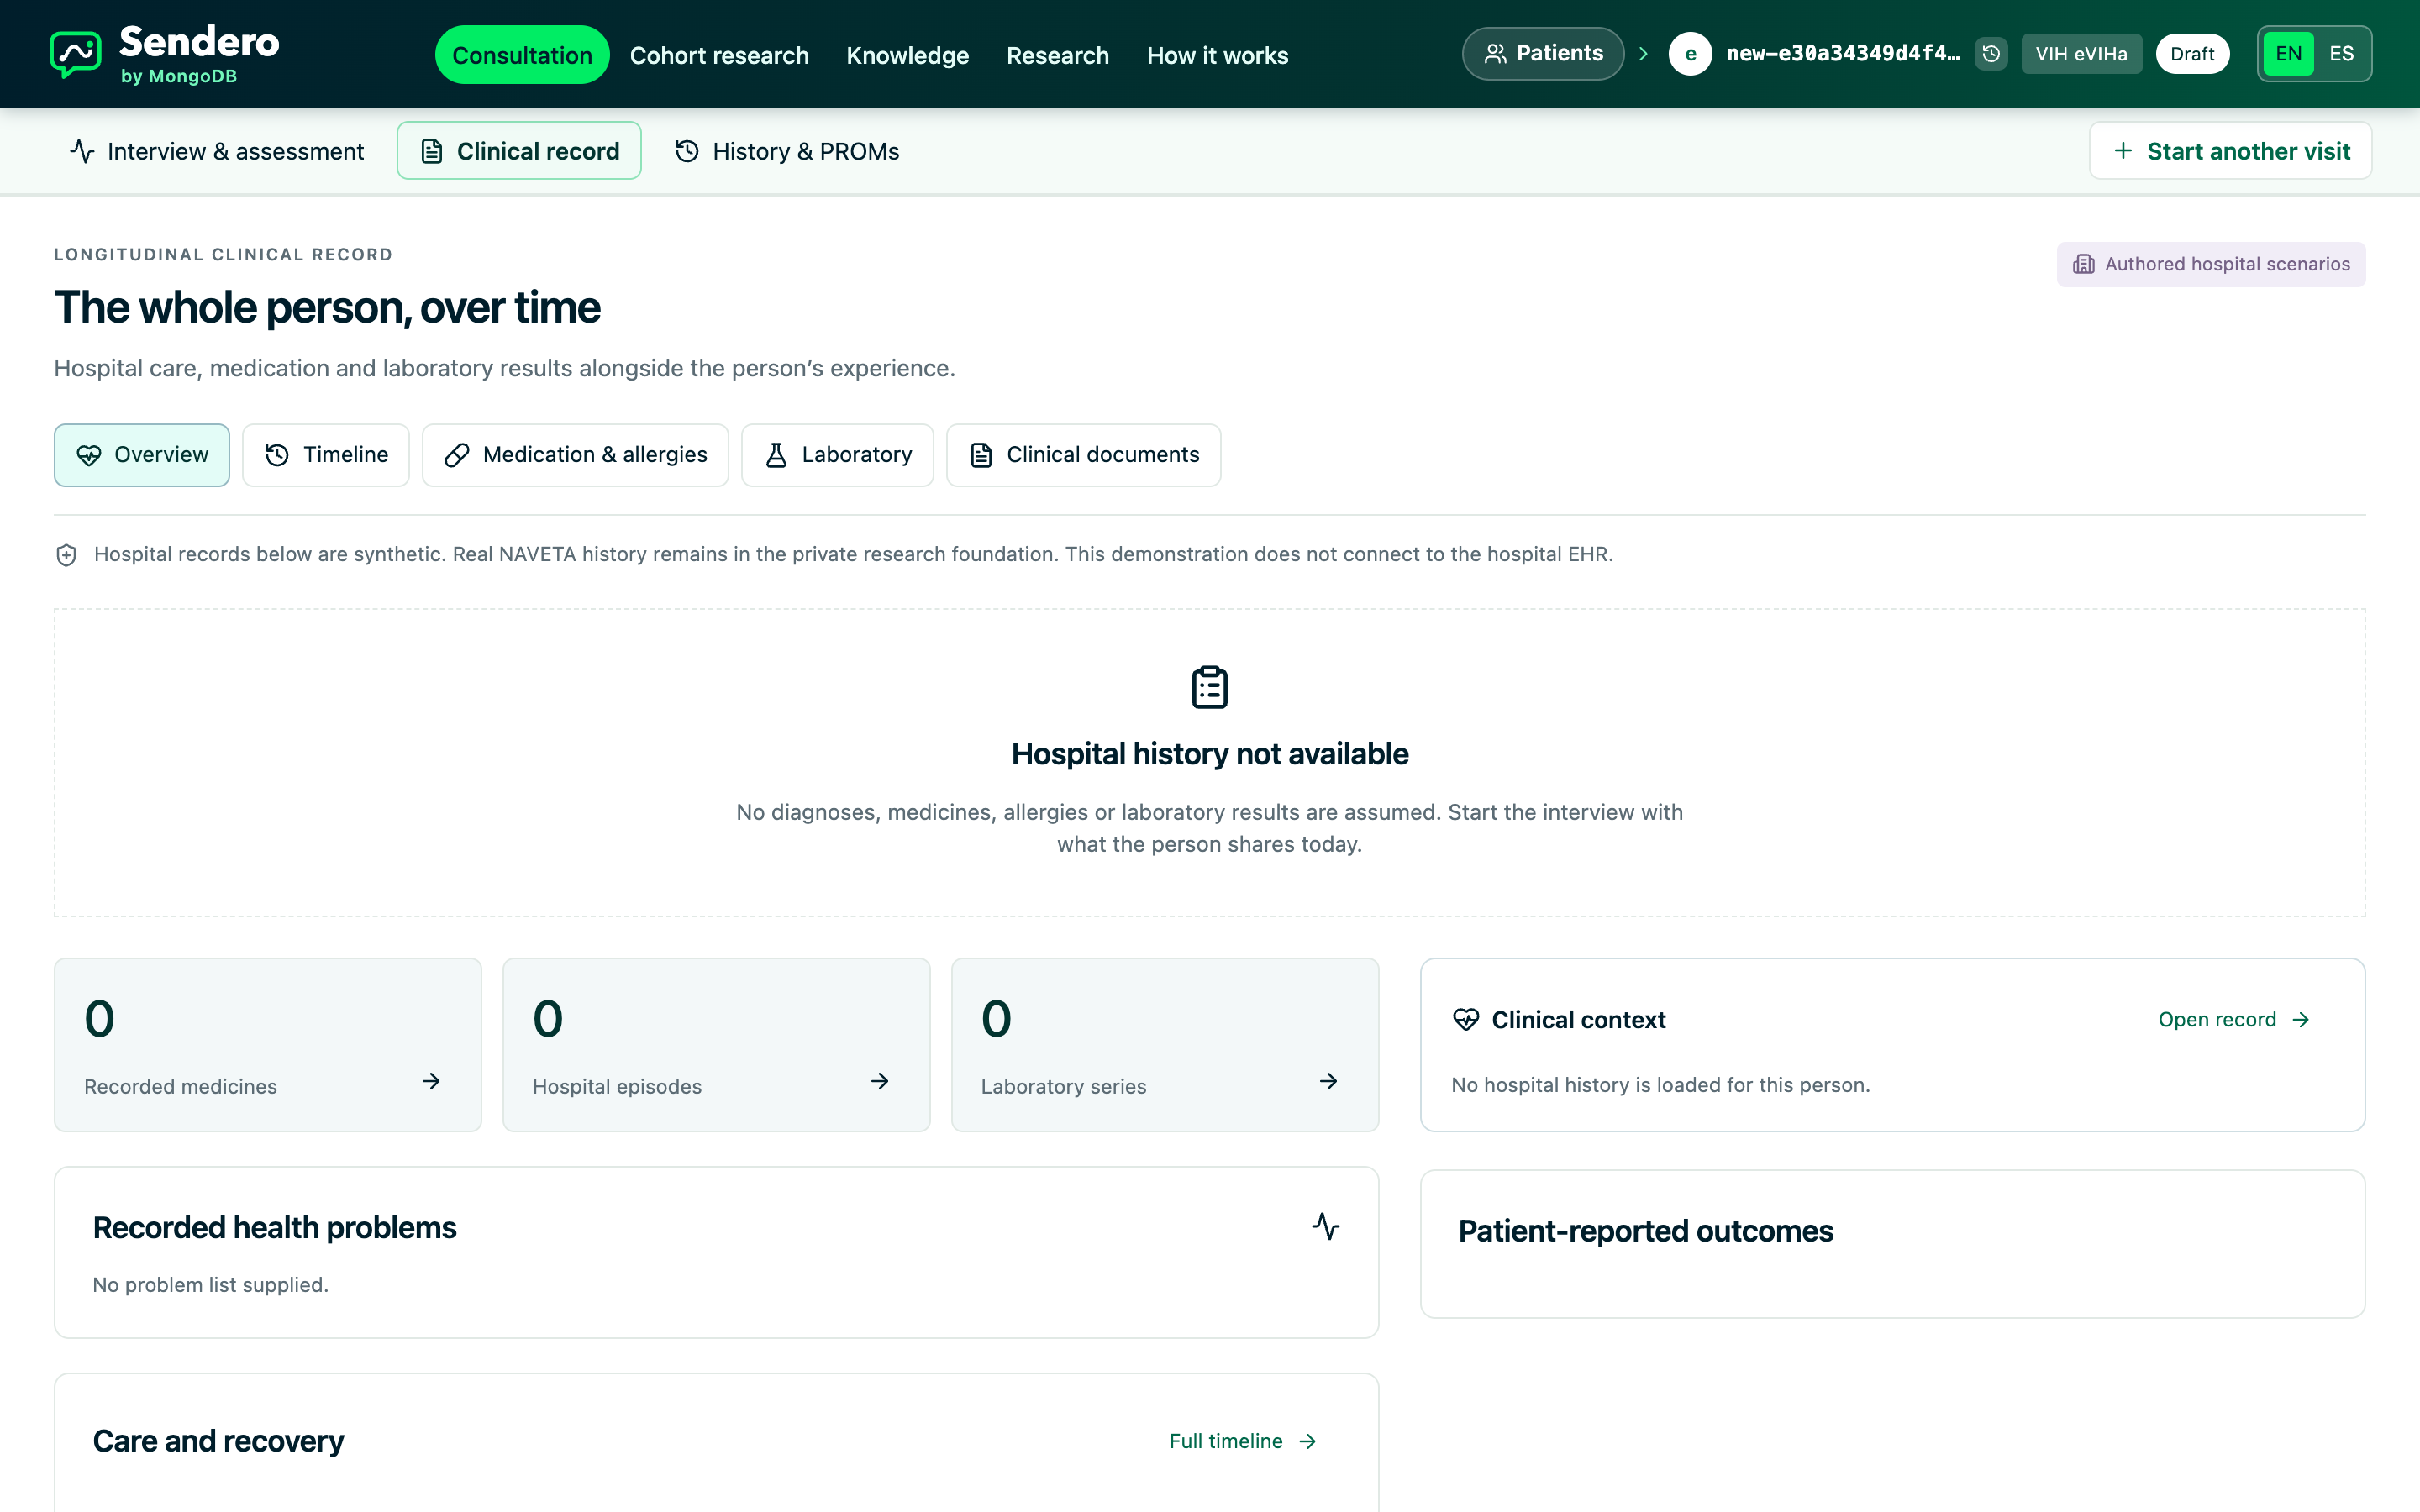 Sendero
by MongoDB
Consultation
Cohort research
Knowledge
Research
How it works
Patients
e
new-e30a34349d4f4…
VIH eVIHa
Draft
EN
ES
Interview & assessment
Clinical record
History & PROMs
Start another visit
LONGITUDINAL CLINICAL RECORD
Authored hospital scenarios
The whole person, over time
Hospital care, medication and laboratory results alongside the person’s experience.
Overview
Timeline
Medication & allergies
Laboratory
Clinical documents
Hospital records below are synthetic. Real NAVETA history remains in the private research foundation. This demonstration does not connect to the hospital EHR.
Hospital history not available
No diagnoses, medicines, allergies or laboratory results are assumed. Start the interview with
what the person shares today.
0
Recorded medicines
0
Hospital episodes
0
Laboratory series
Clinical context
Open record
No hospital history is loaded for this person.
Recorded health problems
No problem list supplied.
Patient-reported outcomes
Care and recovery
Full timeline